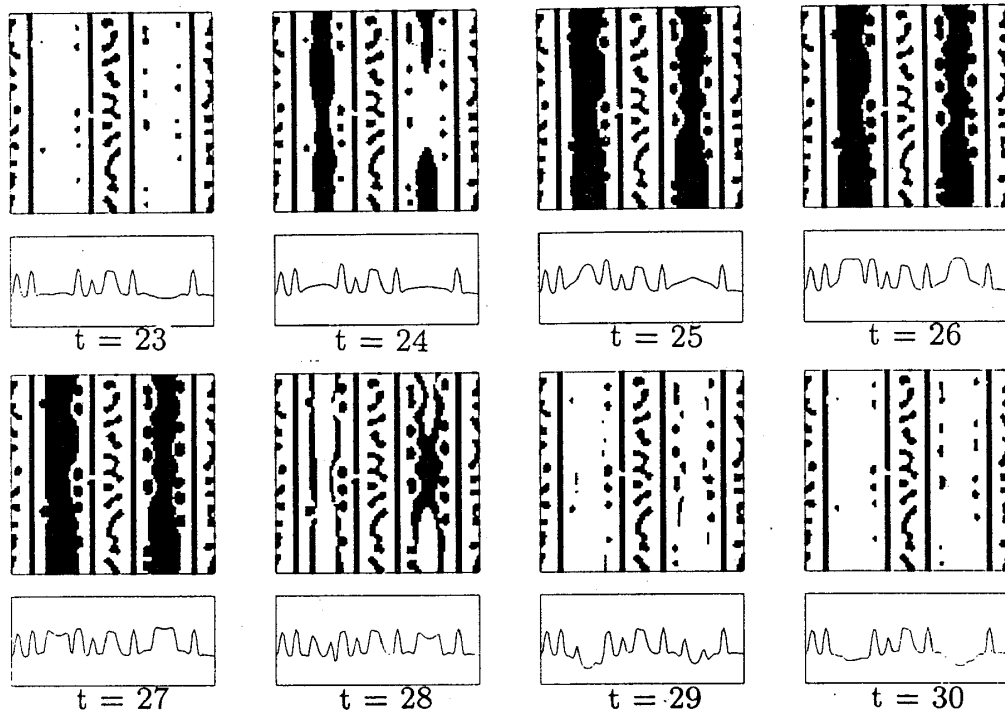 t = 23
t = 24
t = 25
t = 26
t = 27
t = 28
t = 29
t = 30